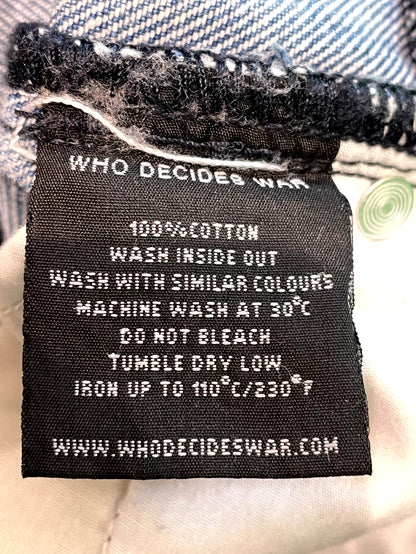 WHO DECIDES WAR
100% COTTON
WASH INSIDE OUT
WASH WITH SIMILAR COLOURS
MACHINE WASH AT 30°C
DO NOT BLEACH
TUMBLE DRY LOW
IRON UP TO 110°C/230°F
WWW.WHODECIDESWAR.COM